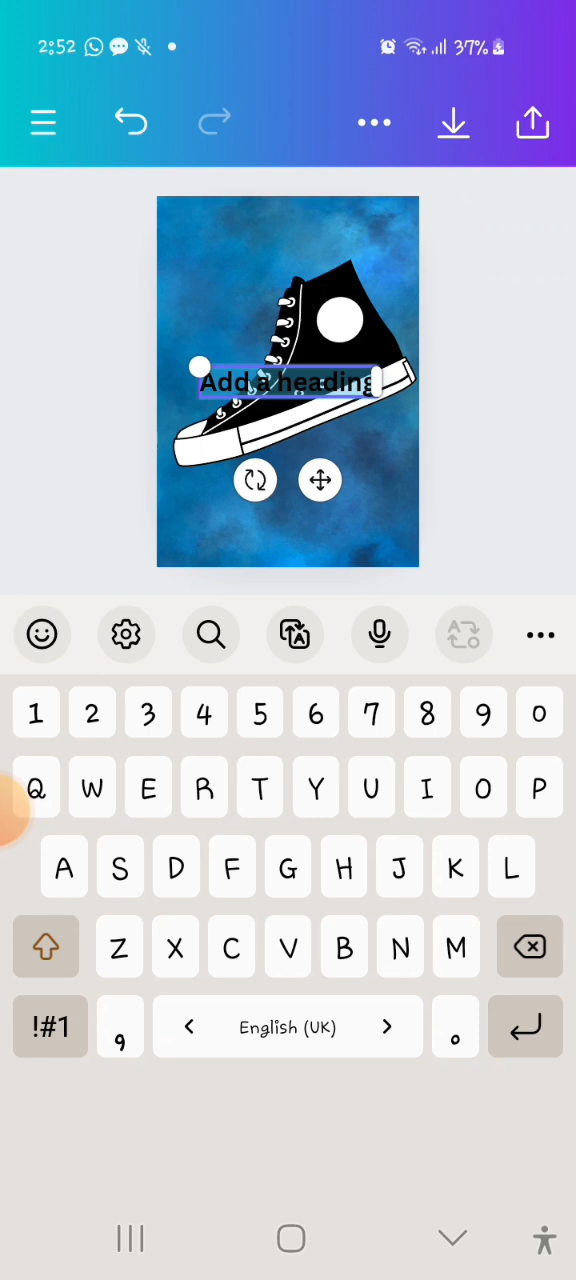 2:52
37%
Add a heading
1 2 3 4 5 6 7 8 9 0
Q W E R T Y U I O P
A S D F G H J K L
Z X C V B N M
!#1 , English (UK) .